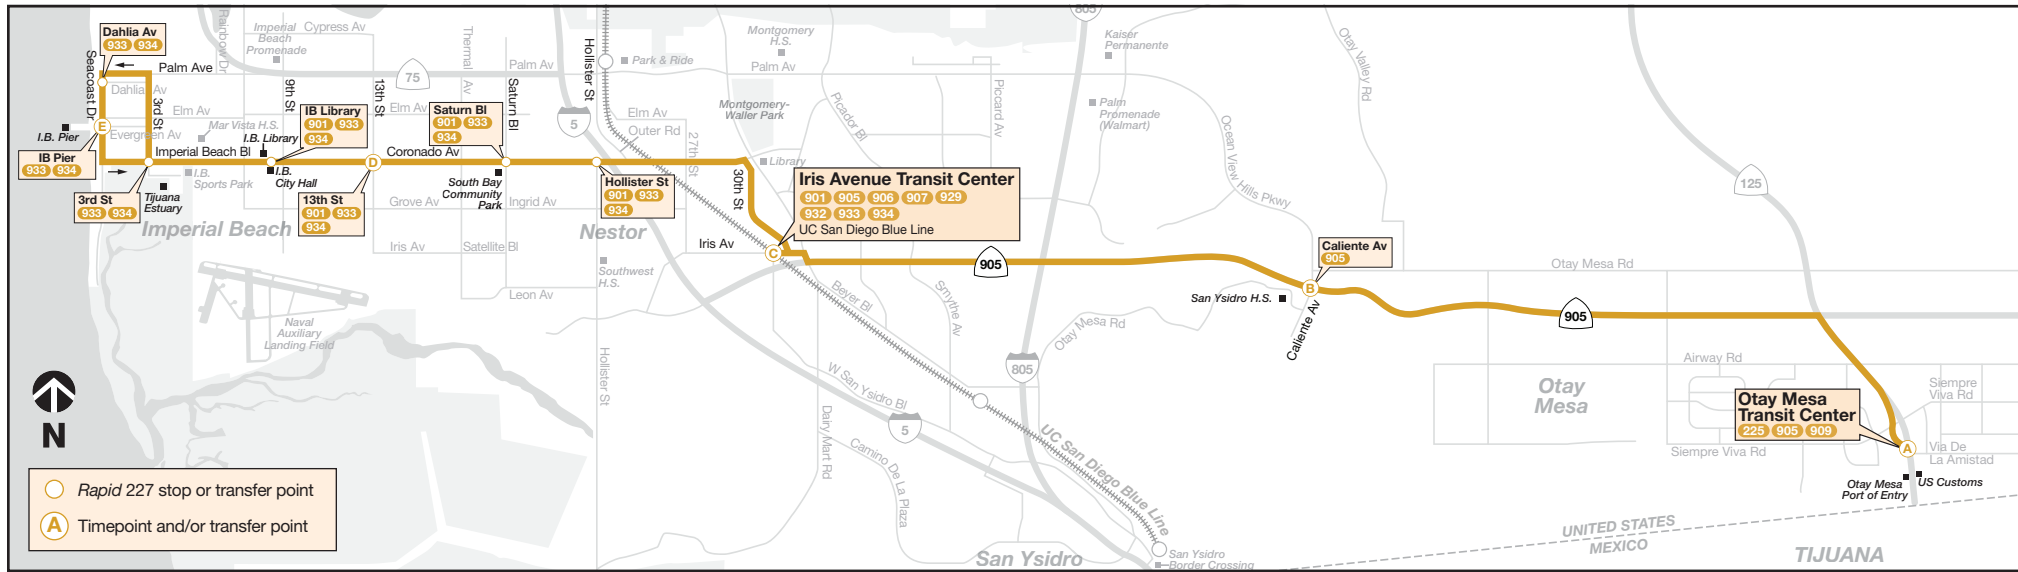 Dahlia Av
933 934
Palm Ave
Seacoast Dr
Dahlia Av
3rd St
Elm Av
Evergreen Av
I.B. Pier
E
IB Pier
933 934
3rd St
933 934
Tijuana
Estuary
Imperial Beach Bl
Rainbow Dr
Imperial
Beach
Promenade
Cypress Av
9th St
13th St
75
Mar Vista H.S.
I.B. Library
I.B.
Sports Park
I.B.
City Hall
IB Library
901 933
934
Elm Av
D
Coronado Av
13th St
901 933
934
Grove Av
Imperial Beach
Iris Av
Thermal Av
Palm Av
Saturn Bl
Saturn Bl
901 933
934
South Bay
Community
Park
Ingrid Av
Satellite Bl
Leon Av
Naval
Auxiliary
Landing Field
Hollister St
Park & Ride
5
Elm Av
Outer Rd
27th St
Hollister St
901 933
934
Nestor
Southwest
H.S.
Hollister St
Iris Av
Montgomery
H.S.
Palm Av
Montgomery-
Waller Park
Library
30th St
Picador Bl
Piccard Av
805
Kaiser
Permanente
Palm
Promenade
(Walmart)
Otay Valley Rd
Ocean View Hills Pkwy
Iris Avenue Transit Center
901 905 906 907 929
932 933 934
UC San Diego Blue Line
C
905
Beyer Bl
Smythe Av
Otay Mesa Rd
805
W San Ysidro Bl
5
Dairy Mart Rd
Camino De La Plaza
UC San Diego Blue Line
San Ysidro
San Ysidro
Border Crossing
Caliente Av
905
B
San Ysidro H.S.
Caliente Av
Otay Mesa Rd
905
125
Airway Rd
Otay
Mesa
Siempre
Viva Rd
Otay Mesa
Transit Center
225 905 909
A
Siempre Viva Rd
Via De
La Amistad
Otay Mesa
Port of Entry
US Customs
UNITED STATES
MEXICO
TIJUANA
N
Rapid 227 stop or transfer point
A Timepoint and/or transfer point